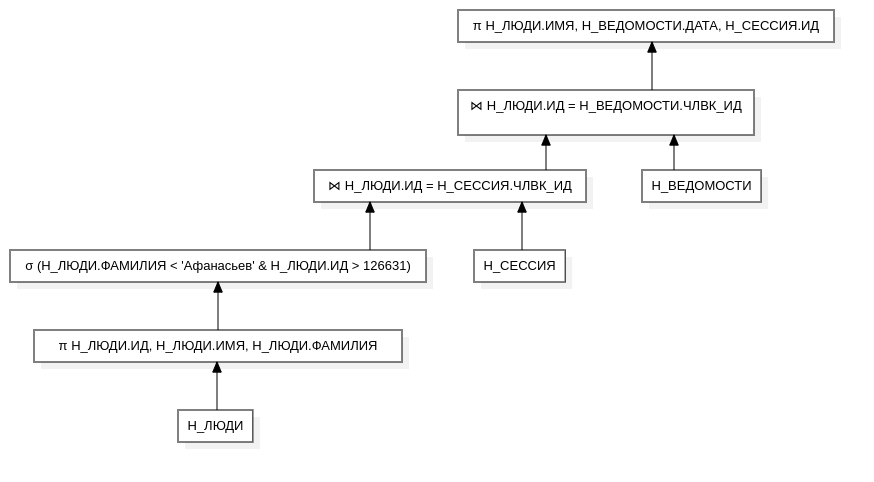 π Н_ЛЮДИ.ИМЯ, Н_ВЕДОМОСТИ.ДАТА, Н_СЕССИЯ.ИД
⋈ Н_ЛЮДИ.ИД = Н_ВЕДОМОСТИ.ЧЛВК_ИД
⋈ Н_ЛЮДИ.ИД = Н_СЕССИЯ.ЧЛВК_ИД
Н_ВЕДОМОСТИ
σ (Н_ЛЮДИ.ФАМИЛИЯ < 'Афанасьев' & Н_ЛЮДИ.ИД > 126631)
Н_СЕССИЯ
π Н_ЛЮДИ.ИД, Н_ЛЮДИ.ИМЯ, Н_ЛЮДИ.ФАМИЛИЯ
Н_ЛЮДИ